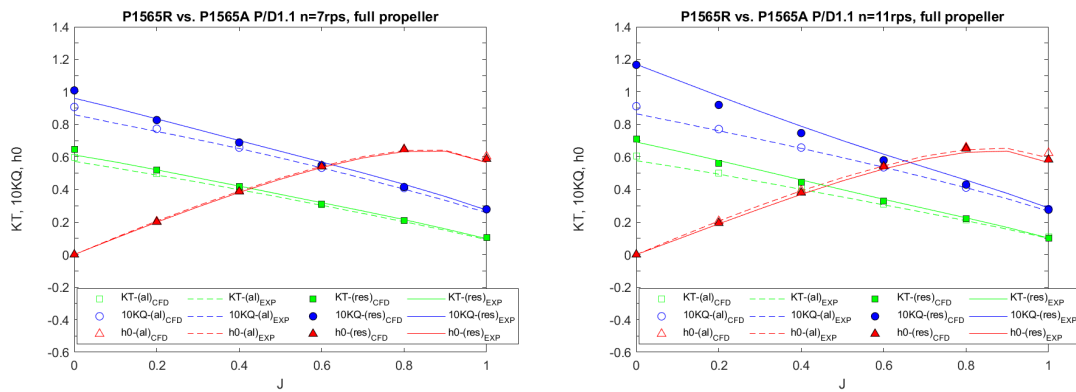 P1565R vs. P1565A P/D1.1 n=7rps, full propeller
1.4
1.2
1
0.8
0.6
0.4
0.2
0
-0.2
-0.4
-0.6
KT, 10KQ, h0
KT-(al)CFD KT-(al)EXP KT-(res)CFD KT-(res)EXP
10KQ-(al)CFD 10KQ-(al)EXP 10KQ-(res)CFD 10KQ-(res)EXP
h0-(al)CFD h0-(al)EXP h0-(res)CFD h0-(res)EXP
0 0.2 0.4 0.6 0.8 1
J
P1565R vs. P1565A P/D1.1 n=11rps, full propeller
1.4
1.2
1
0.8
0.6
0.4
0.2
0
-0.2
-0.4
-0.6
KT, 10KQ, h0
KT-(al)CFD KT-(al)EXP KT-(res)CFD KT-(res)EXP
10KQ-(al)CFD 10KQ-(al)EXP 10KQ-(res)CFD 10KQ-(res)EXP
h0-(al)CFD h0-(al)EXP h0-(res)CFD h0-(res)EXP
0 0.2 0.4 0.6 0.8 1
J